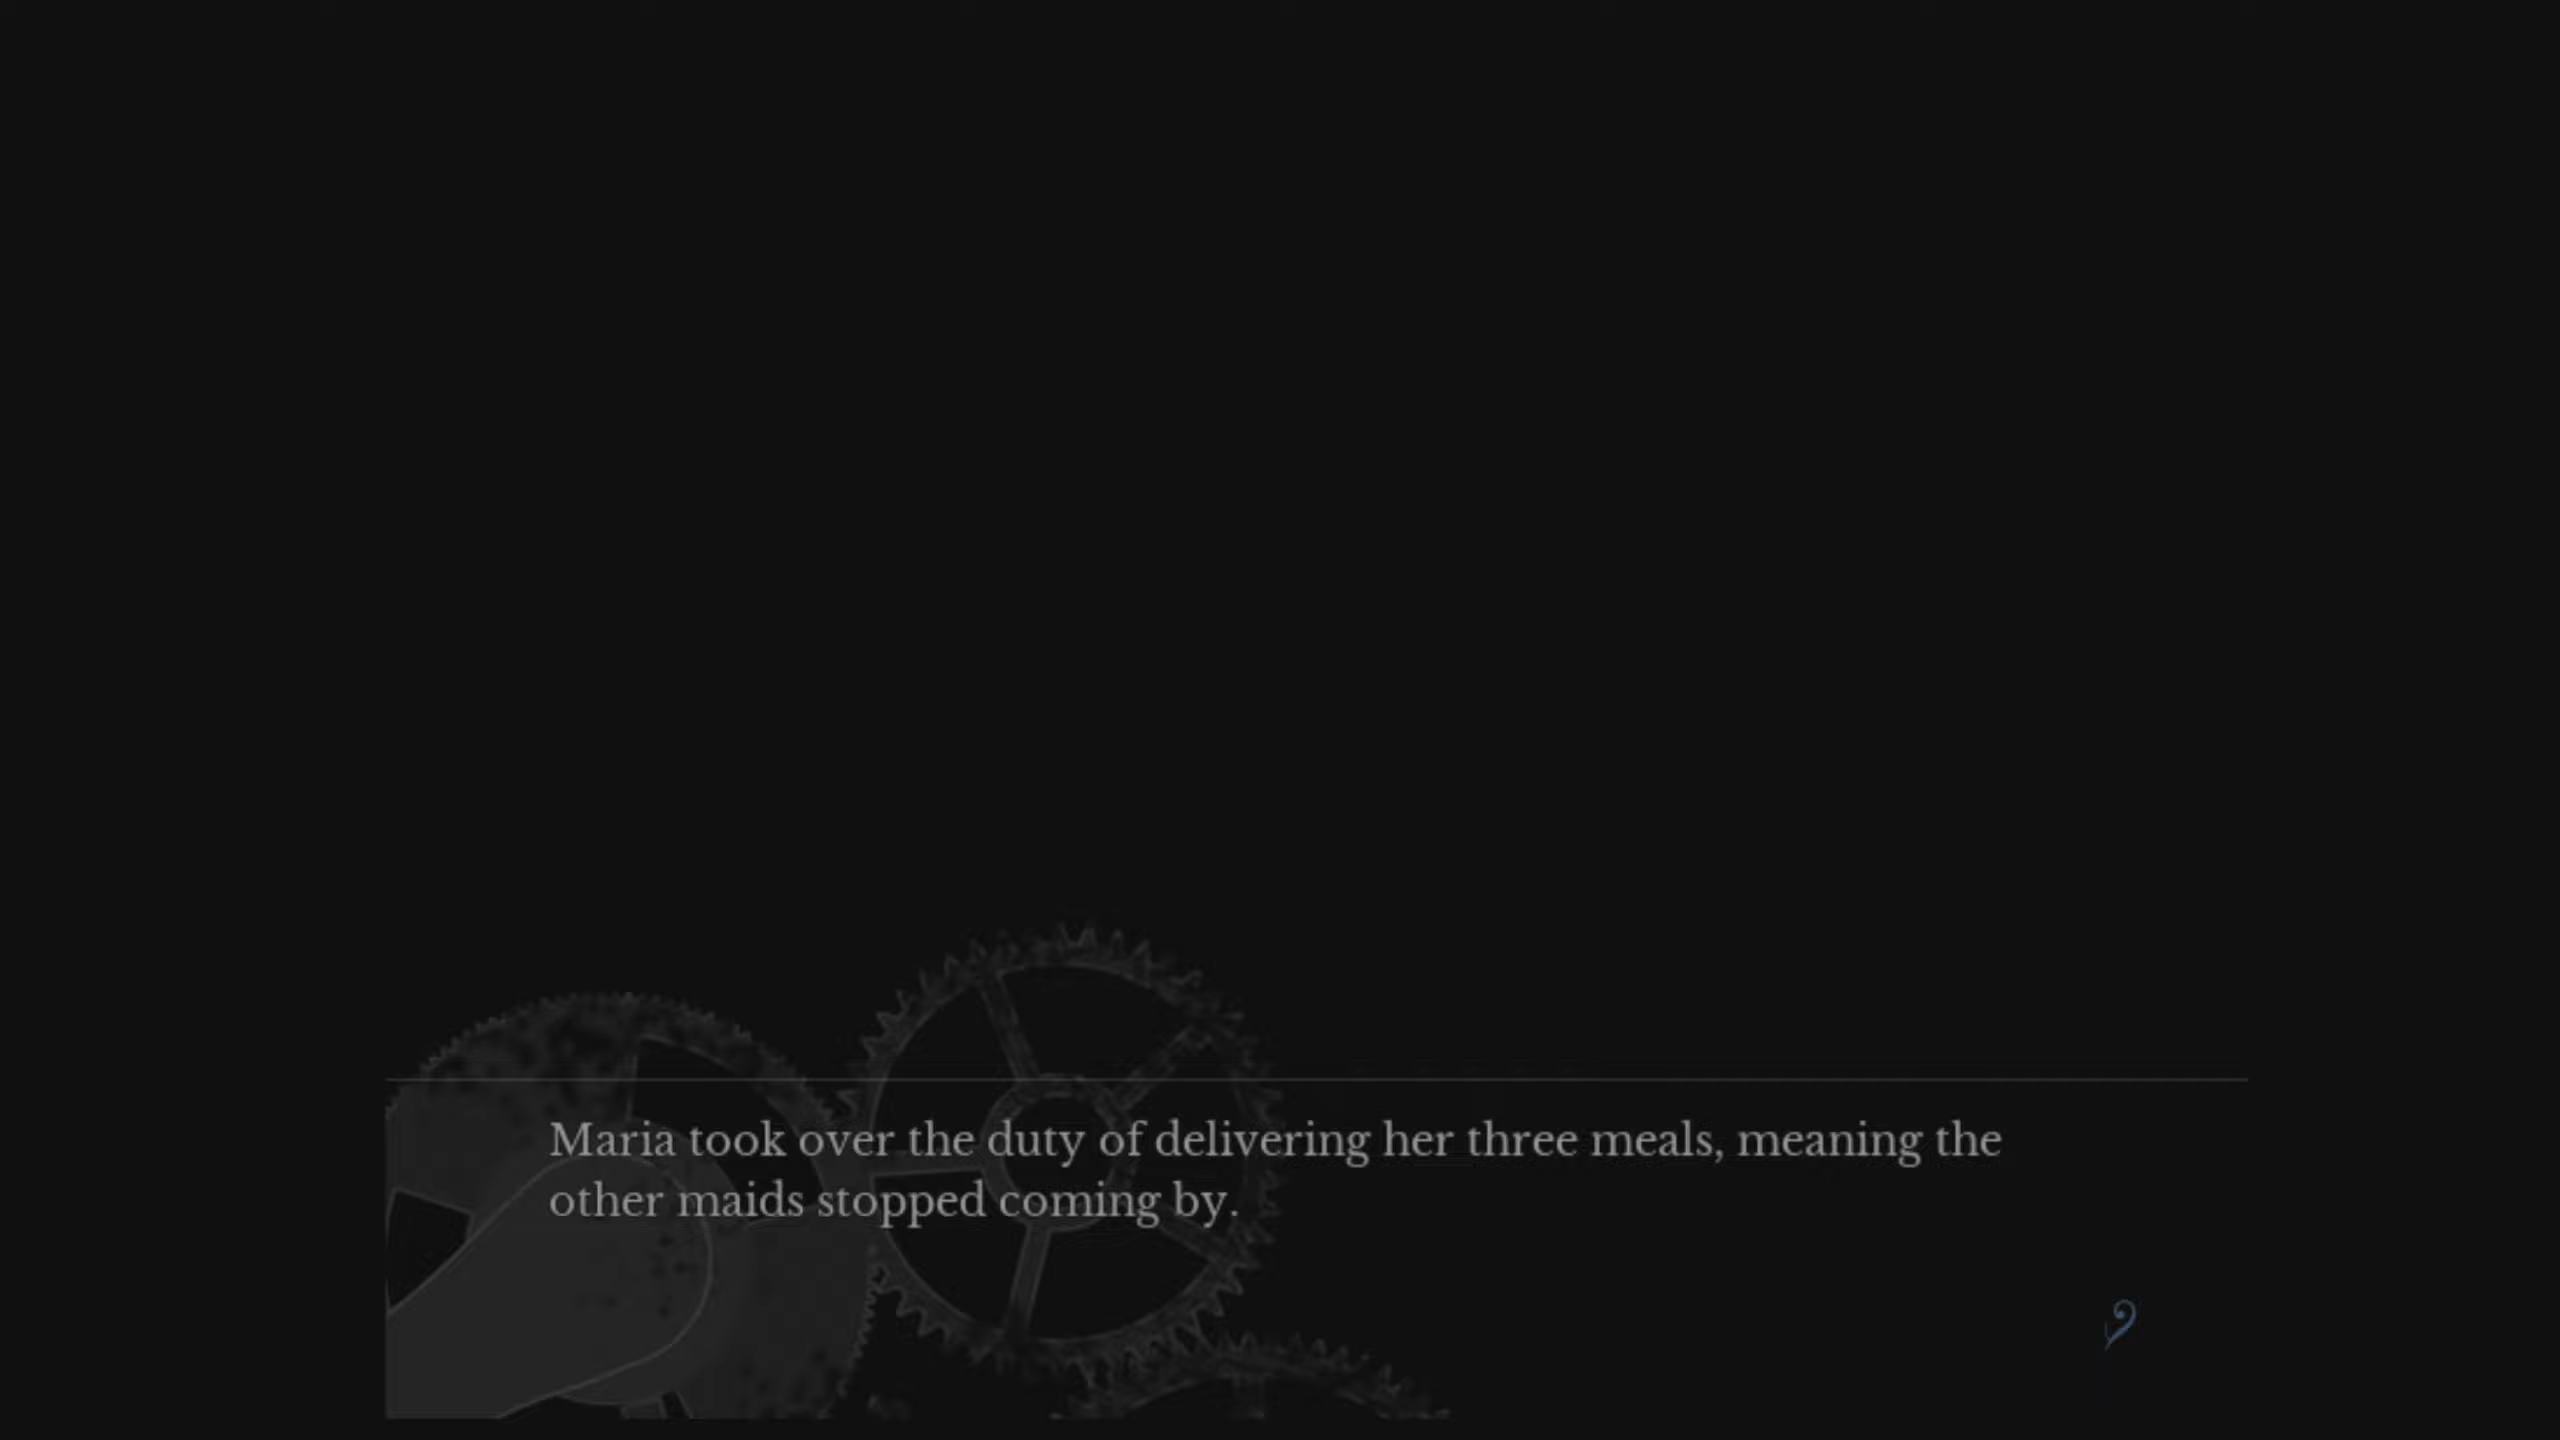 Maria took over the duty of delivering her three meals, meaning the
other maids stopped coming by.